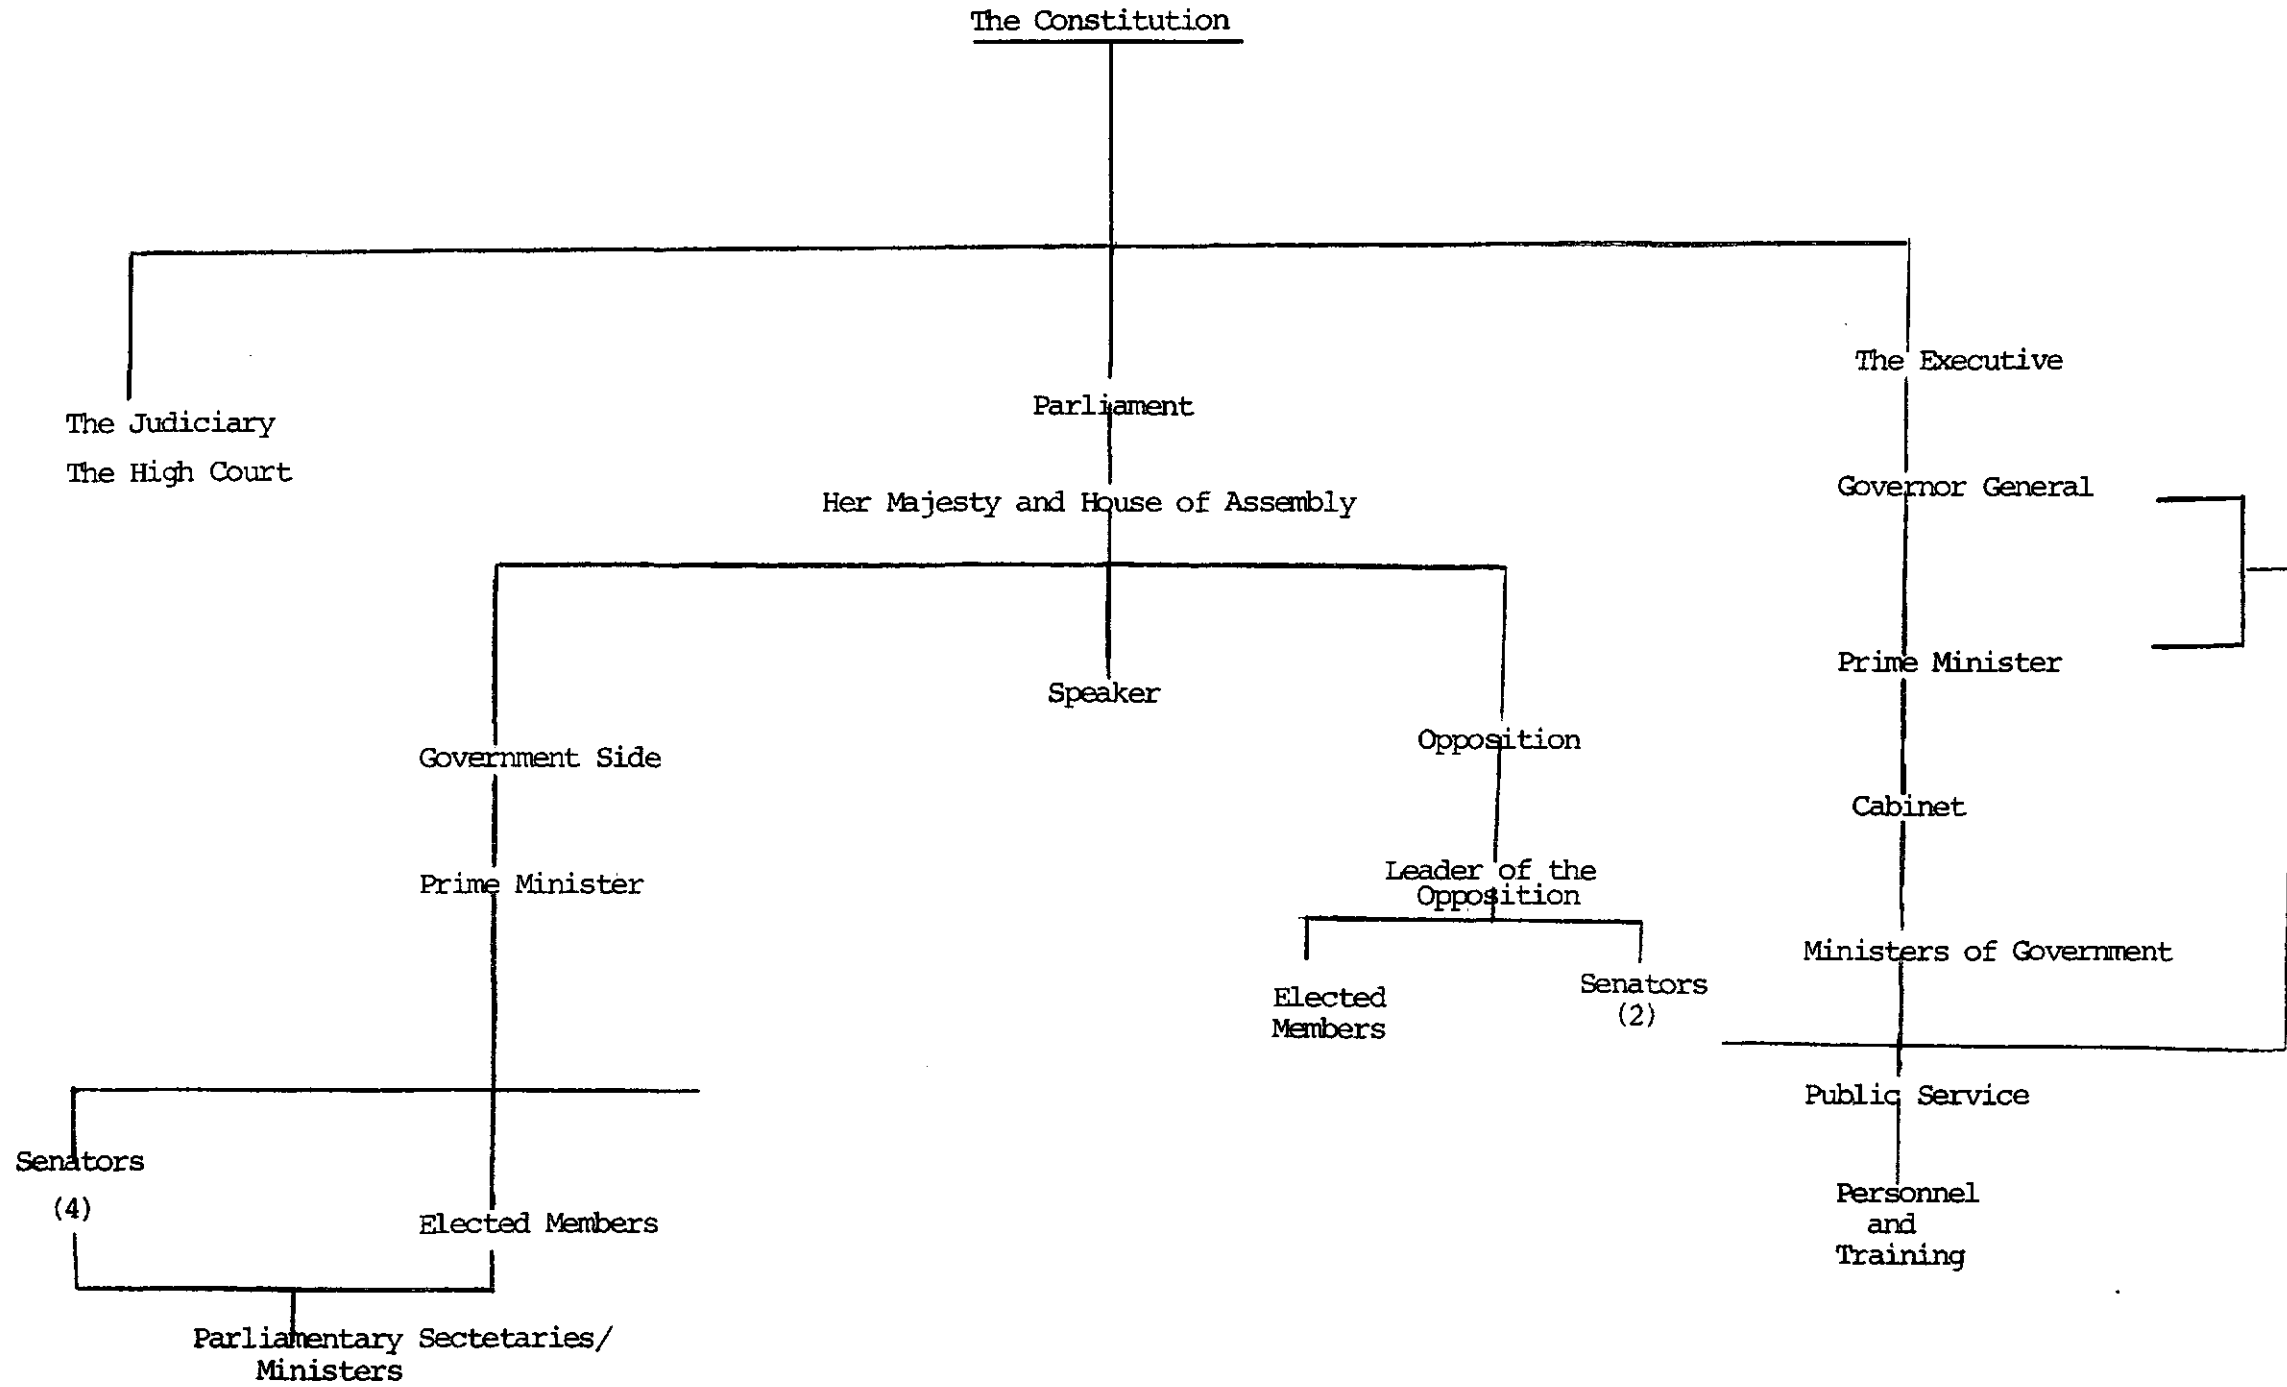 The Constitution
The Executive
Parliament
The Judiciary
The High Court
Governor General
Her Majesty and House of Assembly
Prime Minister
Speaker
Opposition
Government Side
Cabinet
Leader of the
Opposition
Prime Minister
Ministers of Government
Senators
(2)
Elected
Members
Public Service
Senators
(4)
Personnel
and
Training
Elected Members
Parliamentary Sectetaries/
Ministers